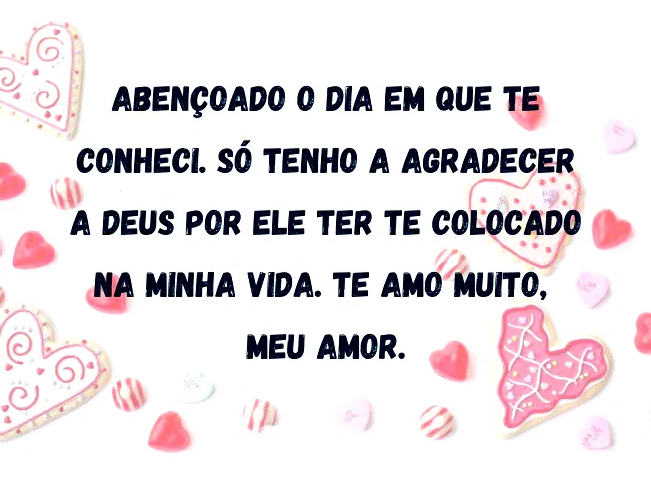 ABENÇOADO O DIA EM QUE TE
CONHECI. SÓ TENHO A AGRADECER
A DEUS POR ELE TER TE COLOCADO
NA MINHA VIDA. TE AMO MUITO,
MEU AMOR.